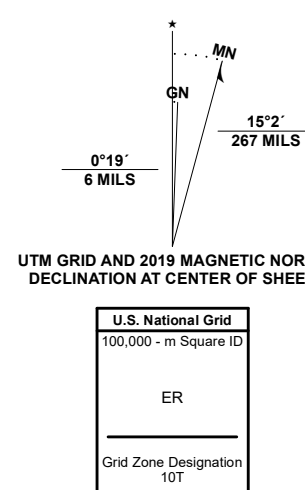 ★
MN
GN
15°2´
267 MILS
0°19´
6 MILS
UTM GRID AND 2019 MAGNETIC NOR
DECLINATION AT CENTER OF SHEE
U.S. National Grid
100,000 - m Square ID
ER
Grid Zone Designation
10T